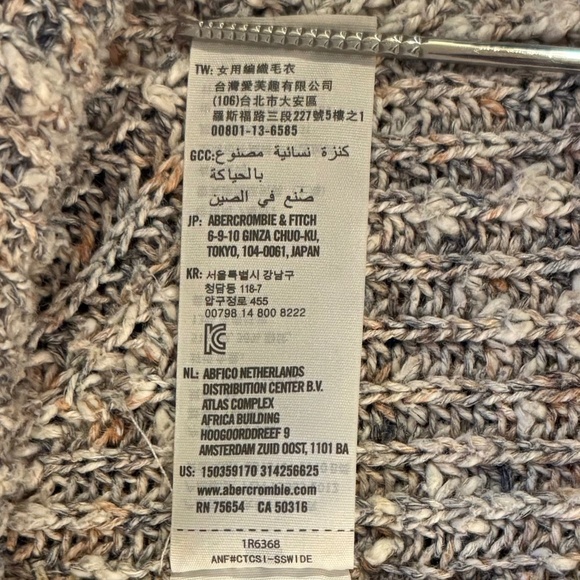 TW: 女用編織毛衣
台灣愛芙趣有限公司
(106)台北市大安區
羅斯福路三段227號5樓之1
00801-13-6585
GCC: كنزة نسائية مصنوع
بالحياكة
صُنع في الصين
JP: ABERCROMBIE & FITCH
6-9-10 GINZA CHUO-KU,
TOKYO, 104-0061, JAPAN
KR: 서울특별시 강남구
청담동 118-7
압구정로 455
00798 14 800 8222
NL: ABFICO NETHERLANDS
DISTRIBUTION CENTER B.V.
ATLAS COMPLEX
AFRICA BUILDING
HOOGOORDDREEF 9
AMSTERDAM ZUID OOST, 1101 BA
US: 150359170 314256625
www.abercrombie.com
RN 75654 CA 50316
1R6368
ANF#CTCSI-SSWIDE